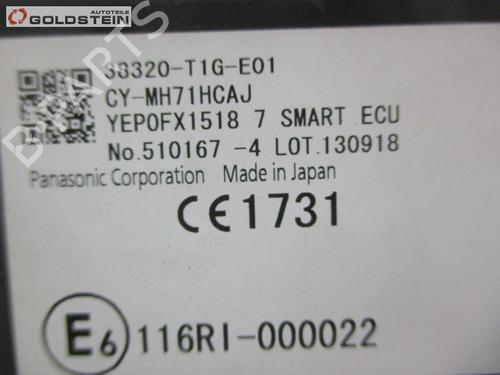 AUTOTEILE
GOLDSTEIN
38320-T1G-E01
CY-MH71HCAJ
YEP0FX1518 7 SMART ECU
No.510167 -4 LOT.130918
Panasonic Corporation Made in Japan
CE1731
E6 116RI-000022